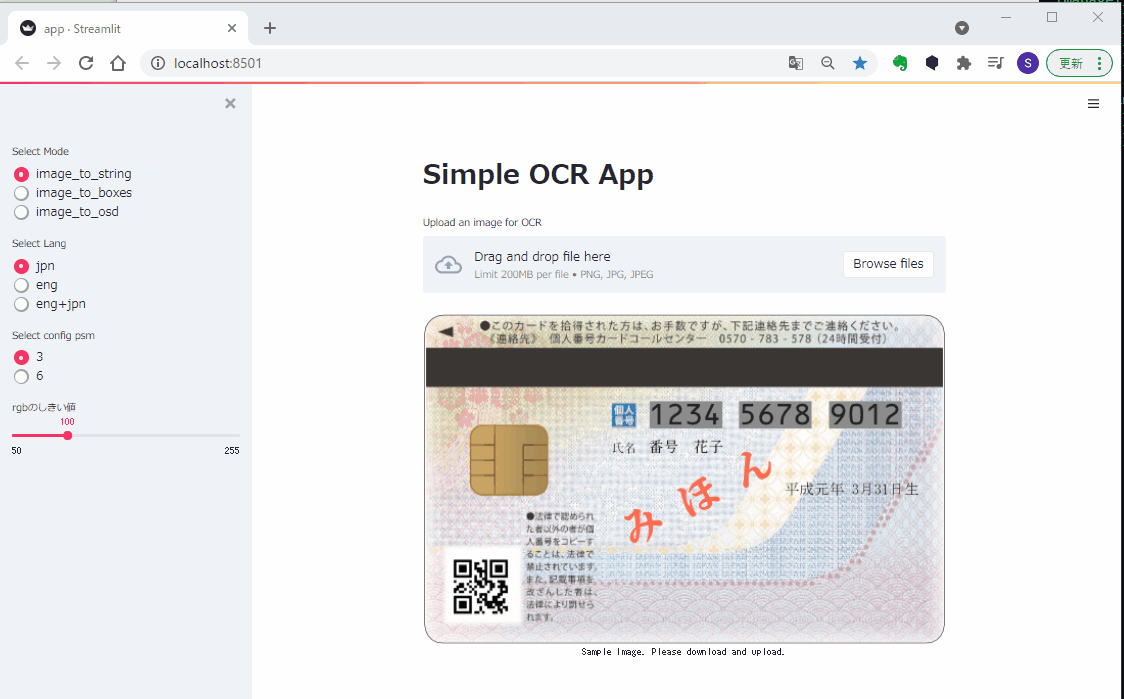 app · Streamlit
localhost:8501
S
更新
Select Mode
image_to_string
image_to_boxes
image_to_osd
Select Lang
jpn
eng
eng+jpn
Select config psm
3
6
rgbのしきい値
100
50 255
Simple OCR App
Upload an image for OCR
Drag and drop file here
Limit 200MB per file • PNG, JPG, JPEG
Browse files
●このカードを拾得された方は、お手数ですが、下記連絡先までご連絡ください。
《連絡先》 個人番号カードコールセンター 0570-783-578 (24時間受付)
個人
番号
1234 5678 9012
氏名 番号 花子
平成元年 3月31日生
みほん
●法律で認められ
た者以外の者が個
人番号をコピーす
ることは、法律で
禁止されています。
また、記載事項を
改ざんした者は、
法律により罰せら
れます。
Sample Image. Please download and upload.